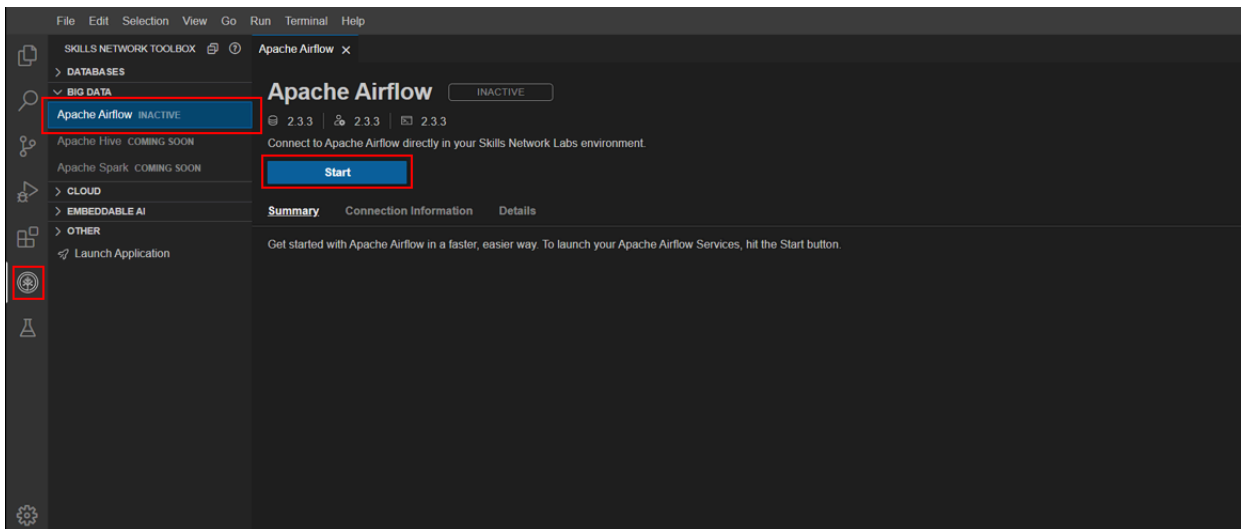 File Edit Selection View Go Run Terminal Help
SKILLS NETWORK TOOLBOX
Apache Airflow
DATABASES
BIG DATA
Apache Airflow INACTIVE
Apache Hive COMING SOON
Apache Spark COMING SOON
CLOUD
EMBEDDABLE AI
OTHER
Launch Application
Apache Airflow INACTIVE
2.3.3 2.3.3 2.3.3
Connect to Apache Airflow directly in your Skills Network Labs environment.
Start
Summary Connection Information Details
Get started with Apache Airflow in a faster, easier way. To launch your Apache Airflow Services, hit the Start button.